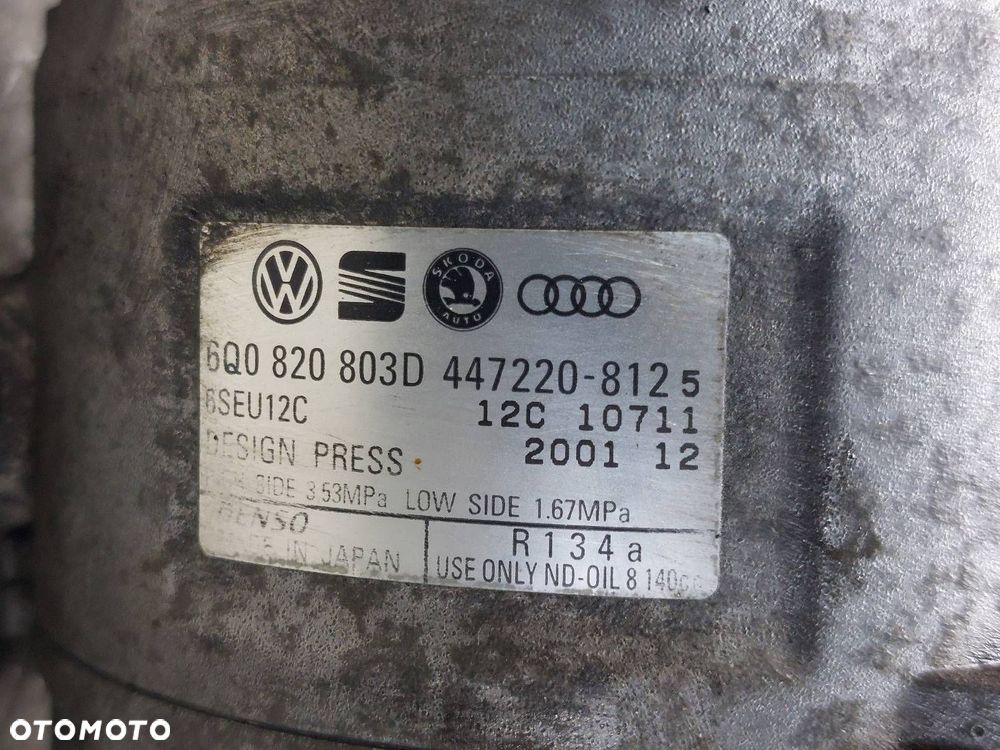 SKODA
AUTO
6Q0 820 803D 447220-8125
6SEU12C 12C 10711
DESIGN PRESS 2001 12
SIDE 3.53MPa LOW SIDE 1.67MPa
DENSO
IN JAPAN
R134a
USE ONLY ND-OIL 8 140cc
OTOMOTO